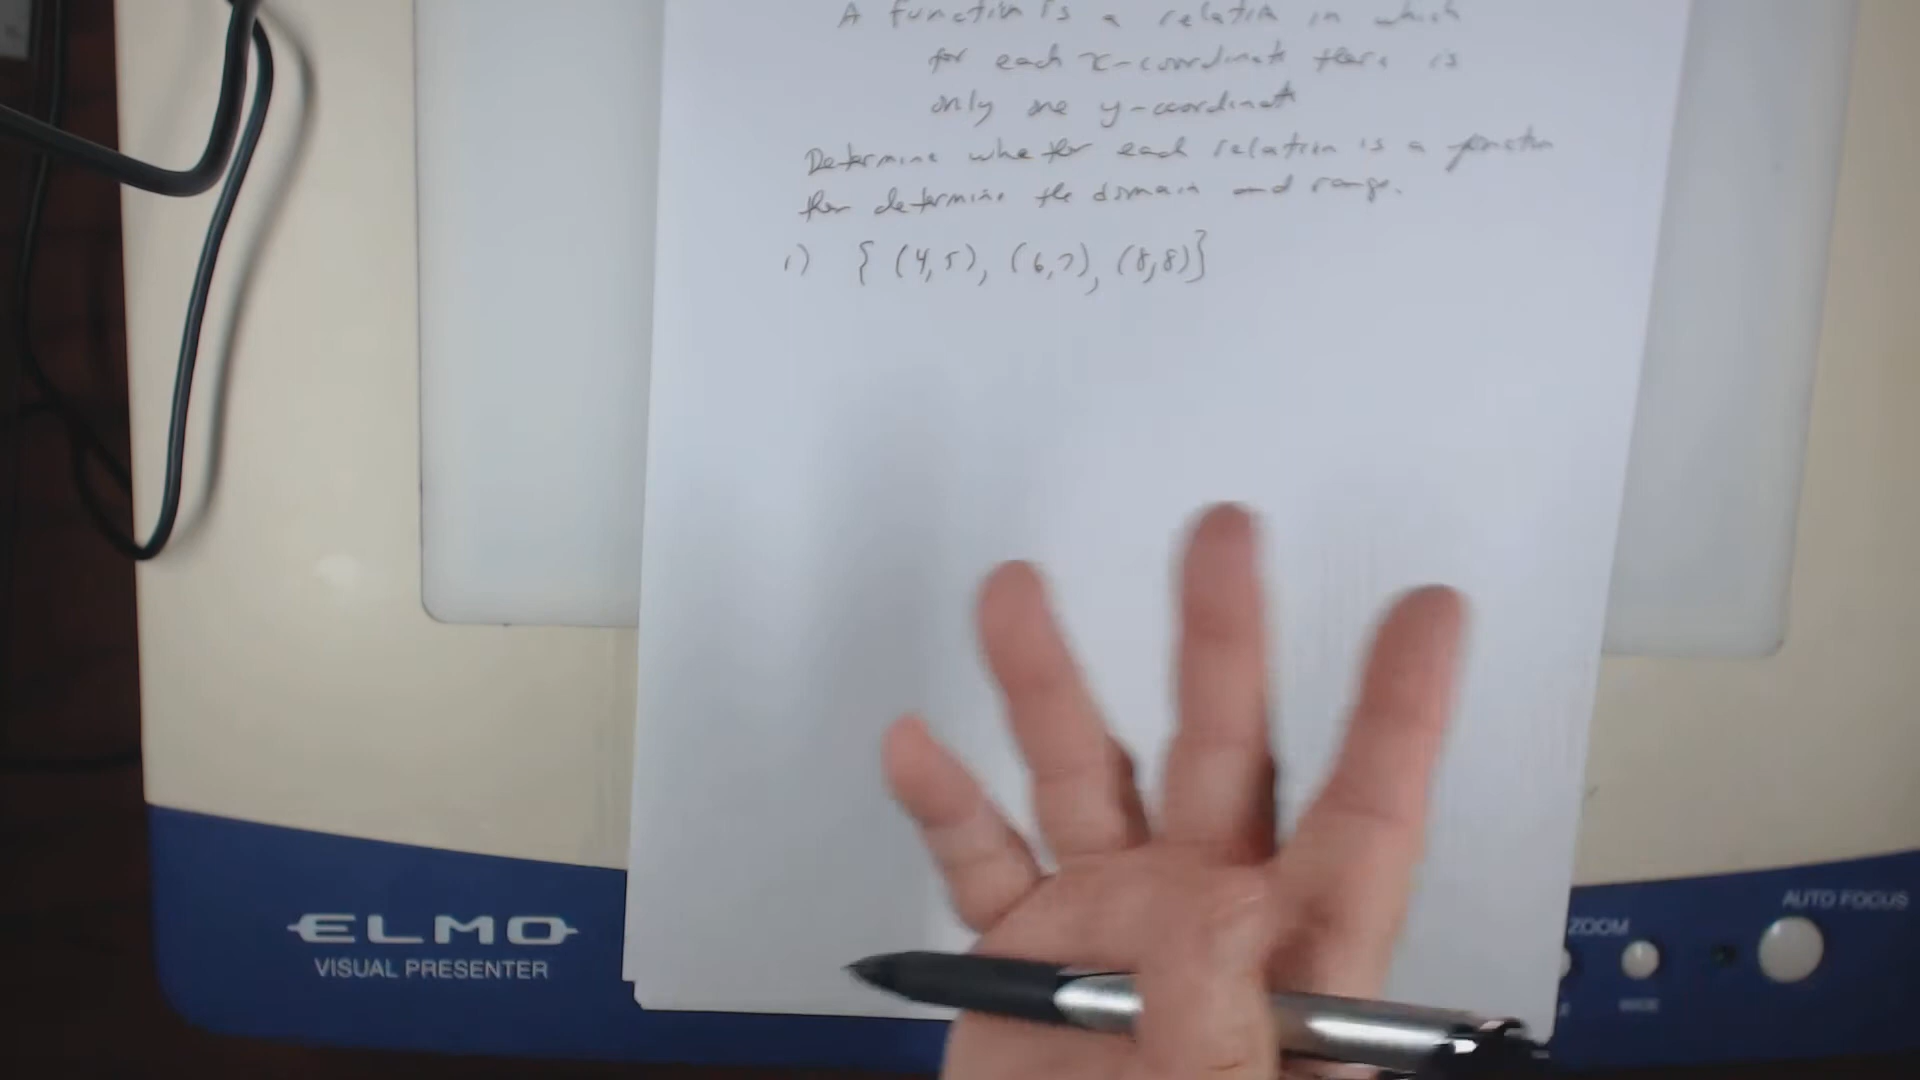 A function is a relation in which
for each x-coordinate there is
only one y-coordinate
Determine whether each relation is a function
then determine the domain and range.
1) { (4,5), (6,7), (8,8)}
ELMO
VISUAL PRESENTER
ZOOM
AUTO FOCUS